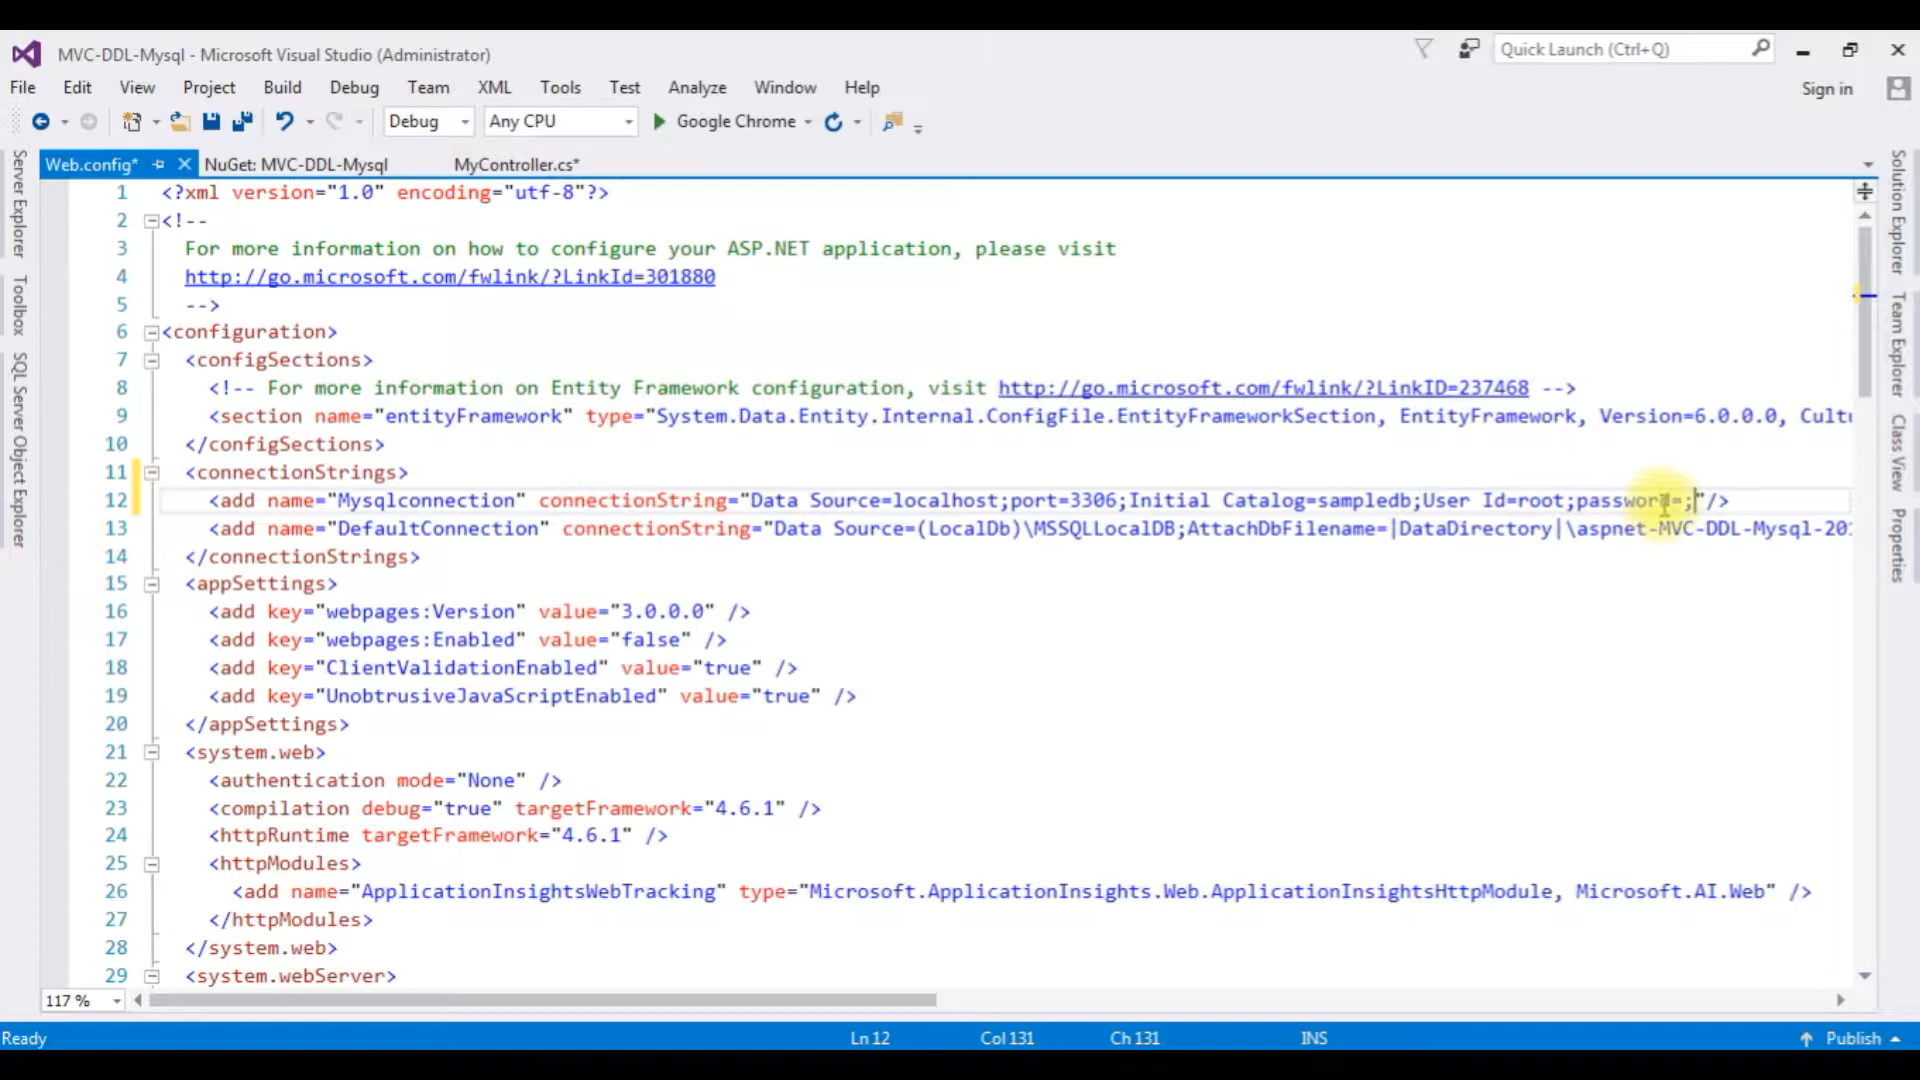 MVC-DDL-Mysql - Microsoft Visual Studio (Administrator)
Quick Launch (Ctrl+Q)
File Edit View Project Build Debug Team XML Tools Test Analyze Window Help
Sign in
Debug Any CPU Google Chrome
Web.config* NuGet: MVC-DDL-Mysql MyController.cs*
Server Explorer
Toolbox
SQL Server Object Explorer
1 <?xml version="1.0" encoding="utf-8"?>
2 <!--
3 For more information on how to configure your ASP.NET application, please visit
4 http://go.microsoft.com/fwlink/?LinkId=301880
5 -->
6 <configuration>
7 <configSections>
8 <!-- For more information on Entity Framework configuration, visit http://go.microsoft.com/fwlink/?LinkID=237468 -->
9 <section name="entityFramework" type="System.Data.Entity.Internal.ConfigFile.EntityFrameworkSection, EntityFramework, Version=6.0.0.0, Cultu
10 </configSections>
11 <connectionStrings>
12 <add name="Mysqlconnection" connectionString="Data Source=localhost;port=3306;Initial Catalog=sampledb;User Id=root;password=;"/>
13 <add name="DefaultConnection" connectionString="Data Source=(LocalDb)\MSSQLLocalDB;AttachDbFilename=|DataDirectory|\aspnet-MVC-DDL-Mysql-201
14 </connectionStrings>
15 <appSettings>
16 <add key="webpages:Version" value="3.0.0.0" />
17 <add key="webpages:Enabled" value="false" />
18 <add key="ClientValidationEnabled" value="true" />
19 <add key="UnobtrusiveJavaScriptEnabled" value="true" />
20 </appSettings>
21 <system.web>
22 <authentication mode="None" />
23 <compilation debug="true" targetFramework="4.6.1" />
24 <httpRuntime targetFramework="4.6.1" />
25 <httpModules>
26 <add name="ApplicationInsightsWebTracking" type="Microsoft.ApplicationInsights.Web.ApplicationInsightsHttpModule, Microsoft.AI.Web" />
27 </httpModules>
28 </system.web>
29 <system.webServer>
Solution Explorer
Team Explorer
Class View
Properties
117 %
Ready Ln 12 Col 131 Ch 131 INS Publish